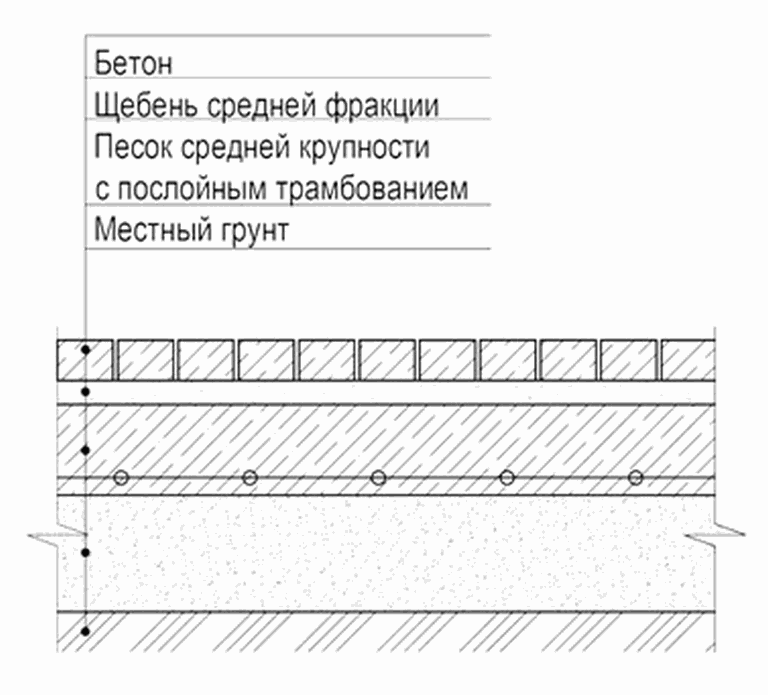 Бетон
Щебень средней фракции
Песок средней крупности
с послойным трамбованием
Местный грунт